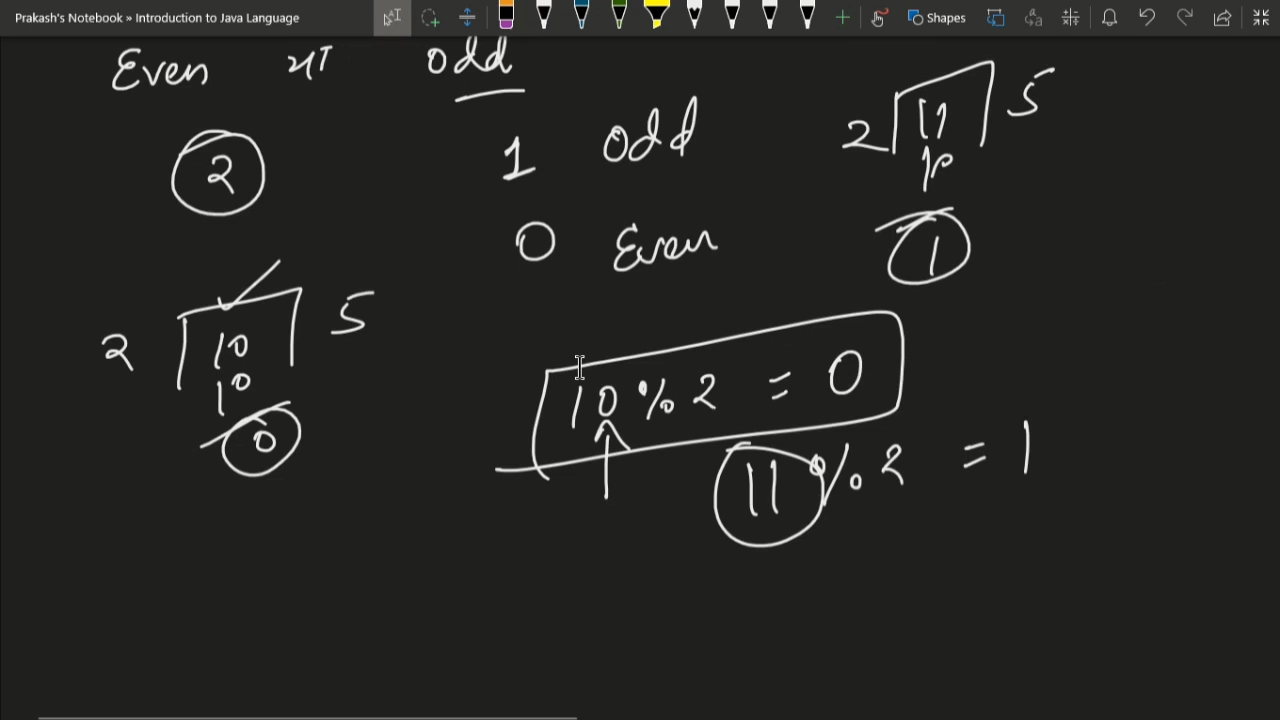 Prakash's Notebook » Introduction to Java Language
Shapes
Even या odd
2
1 odd
0 Even
2 11 5
10
1
2 10 5
10
0
10 % 2 = 0
11 % 2 = 1